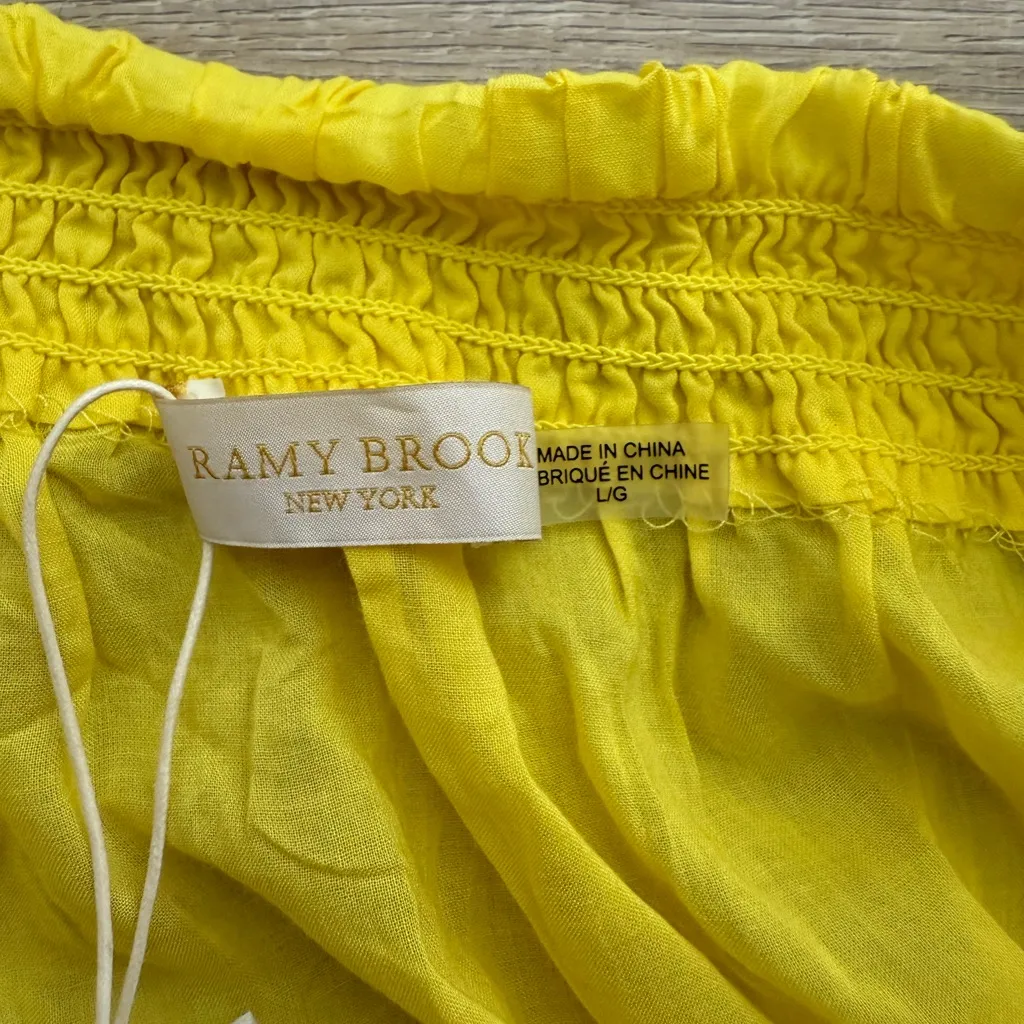 RAMY BROOK
NEW YORK
MADE IN CHINA
BRIQUÉ EN CHINE
L/G